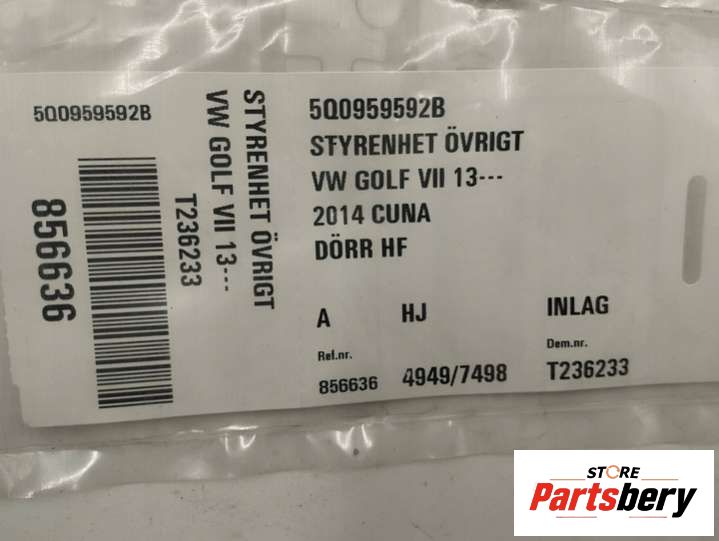 5Q0959592B
856636
STYRENHET ÖVRIGT
VW GOLF VII 13---
T236233
5Q0959592B
STYRENHET ÖVRIGT
VW GOLF VII 13---
2014 CUNA
DÖRR HF
A HJ INLAG
Ref.nr. Dem.nr.
856636 4949/7498 T236233
STORE
Partsbery